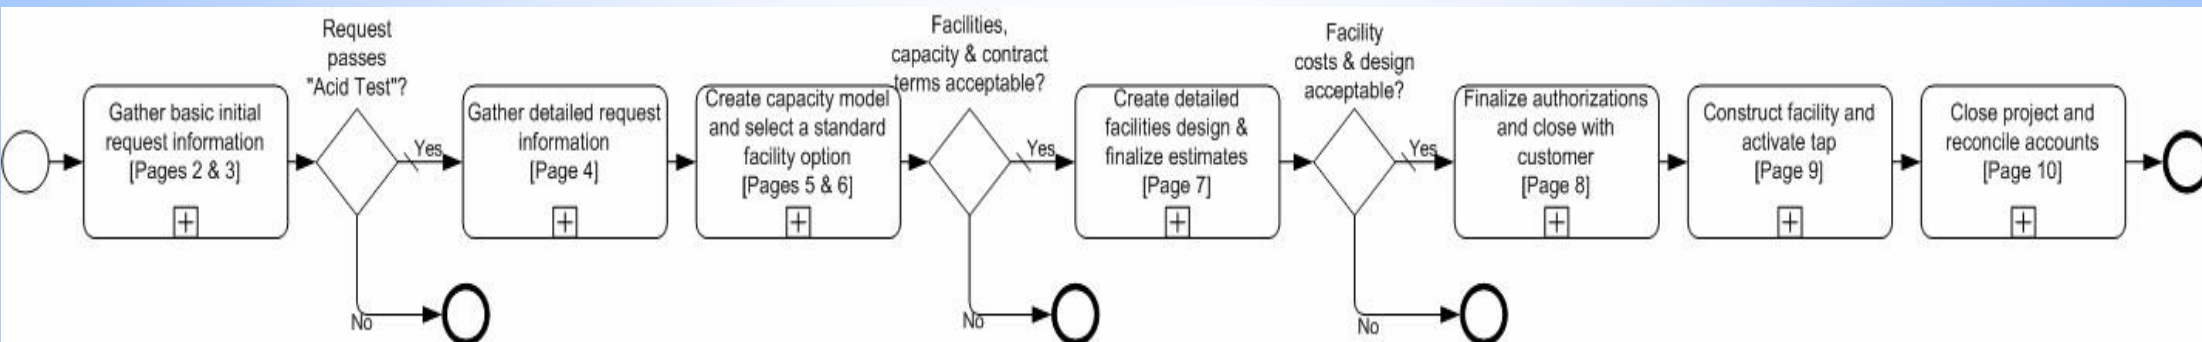 Gather basic initial
request information
[Pages 2 & 3]
Request
passes
"Acid Test"?
Yes
No
Gather detailed request
information
[Page 4]
Create capacity model
and select a standard
facility option
[Pages 5 & 6]
Facilities,
capacity & contract
terms acceptable?
Yes
No
Create detailed
facilities design &
finalize estimates
[Page 7]
Facility
costs & design
acceptable?
Yes
No
Finalize authorizations
and close with
customer
[Page 8]
Construct facility and
activate tap
[Page 9]
Close project and
reconcile accounts
[Page 10]